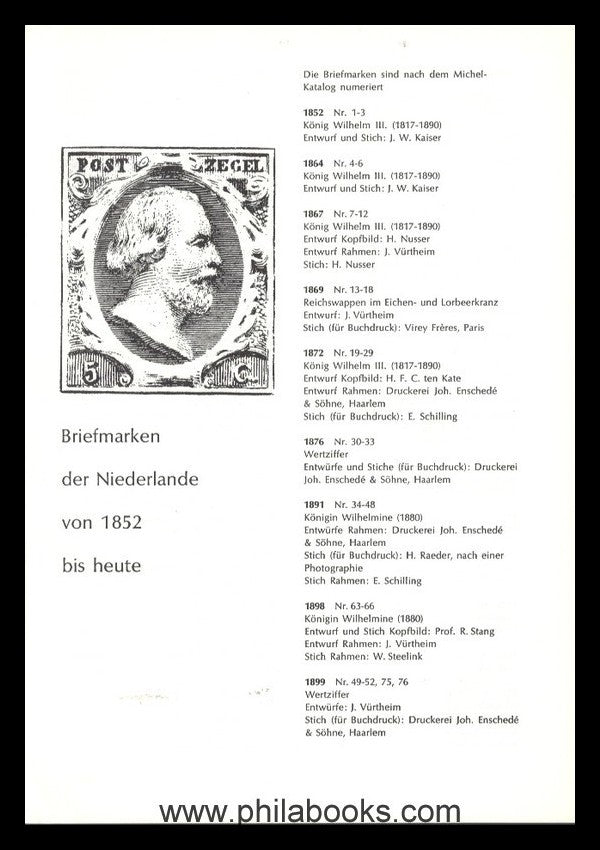 POST ZEGEL
5 C.
Briefmarken
der Niederlande
von 1852
bis heute
Die Briefmarken sind nach dem Michel-
Katalog numeriert
1852 Nr. 1-3
König Wilhelm III. (1817-1890)
Entwurf und Stich: J. W. Kaiser
1864 Nr. 4-6
König Wilhelm III. (1817-1890)
Entwurf und Stich: J. W. Kaiser
1867 Nr. 7-12
König Wilhelm III. (1817-1890)
Entwurf Kopfbild: H. Nusser
Entwurf Rahmen: J. Vürtheim
Stich: H. Nusser
1869 Nr. 13-18
Reichswappen im Eichen- und Lorbeerkranz
Entwurf: J. Vürtheim
Stich (für Buchdruck): Virey Frères, Paris
1872 Nr. 19-29
König Wilhelm III. (1817-1890)
Entwurf Kopfbild: H. F. C. ten Kate
Entwurf Rahmen: Druckerei Joh. Enschedé
& Söhne, Haarlem
Stich (für Buchdruck): E. Schilling
1876 Nr. 30-33
Wertziffer
Entwürfe und Stiche (für Buchdruck): Druckerei
Joh. Enschedé & Söhne, Haarlem
1891 Nr. 34-48
Königin Wilhelmine (1880)
Entwürfe Rahmen: Druckerei Joh. Enschedé
& Söhne, Haarlem
Stich (für Buchdruck): H. Raeder, nach einer
Photographie
Stich Rahmen: E. Schilling
1898 Nr. 63-66
Königin Wilhelmine (1880)
Entwurf und Stich Kopfbild: Prof. R. Stang
Entwurf Rahmen: J. Vürtheim
Stich Rahmen: W. Steelink
1899 Nr. 49-52, 75, 76
Wertziffer
Entwürfe: J. Vürtheim
Stich (für Buchdruck): Druckerei Joh. Enschedé
& Söhne, Haarlem
www.philabooks.com